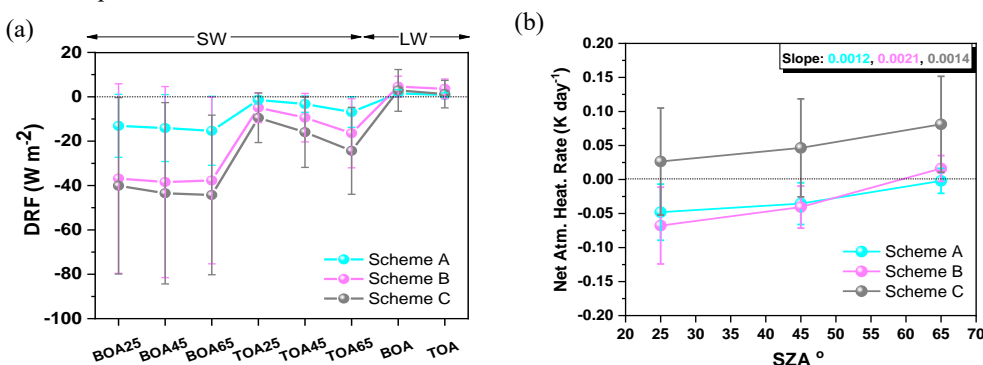 (a)
SW
LW
20
0
-20
-40
-60
-80
-100
DRF (W m-2)
Scheme A
Scheme B
Scheme C
BOA25
BOA45
BOA65
TOA25
TOA45
TOA65
BOA
TOA
(b)
Slope: 0.0012, 0.0021, 0.0014
0.20
0.15
0.10
0.05
0.00
-0.05
-0.10
-0.15
-0.20
Net Atm. Heat. Rate (K day-1)
Scheme A
Scheme B
Scheme C
20 25 30 35 40 45 50 55 60 65 70
SZA °